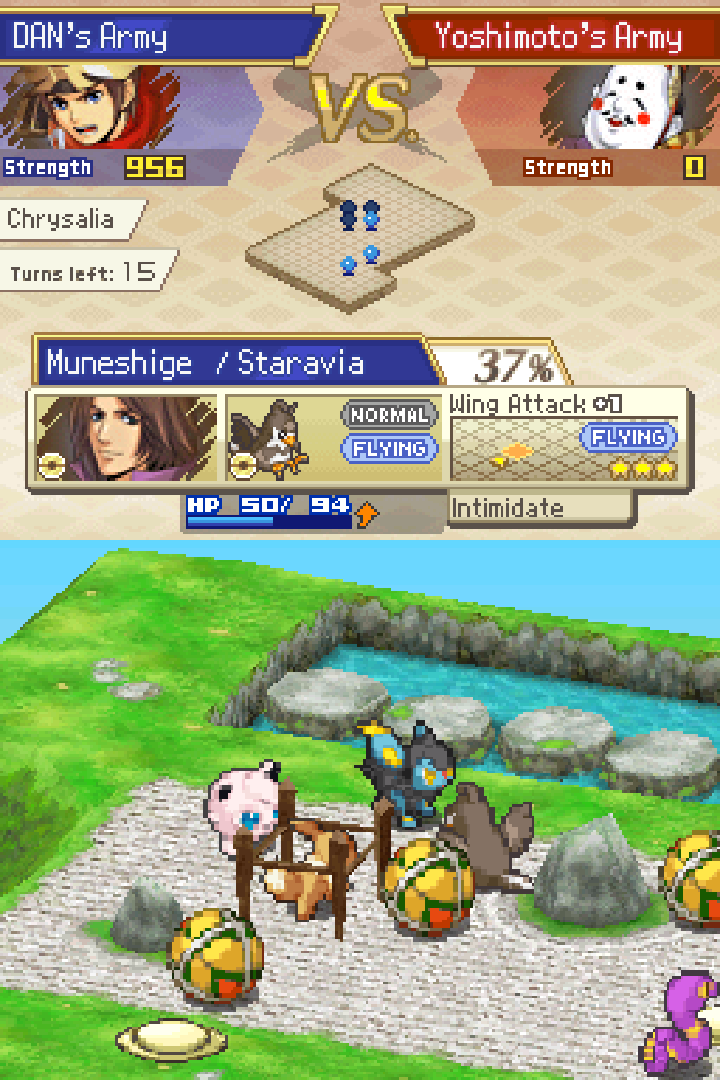 DAN's Army
Yoshimoto's Army
VS.
Strength 956
Strength 0
Chrysalia
Turns left: 15
Muneshige / Staravia
37%
NORMAL
FLYING
Wing Attack
FLYING
HP 50/ 94
Intimidate